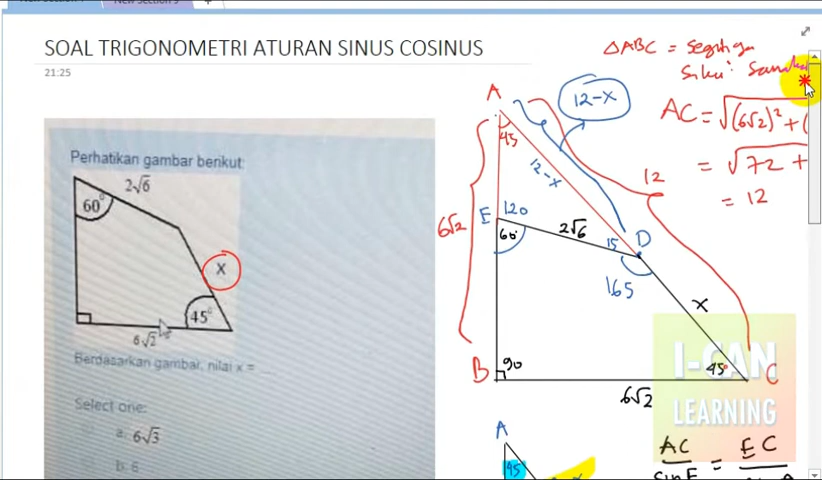 SOAL TRIGONOMETRI ATURAN SINUS COSINUS
21:25
Perhatikan gambar berikut:
2√6
60°
X
45°
6√2
Berdasarkan gambar, nilai x =
Select one:
a. 6√3
b. 6
△ABC = segitiga
siku²
AC = √(6√2)² + (
= √72 +
= 12
A
12-x
45
12-x
12
6√2
E
120
60°
2√6
15
D
165
x
B
90
45°
C
6√2
I-CAN
LEARNING
A
45
AC = EC
sin E